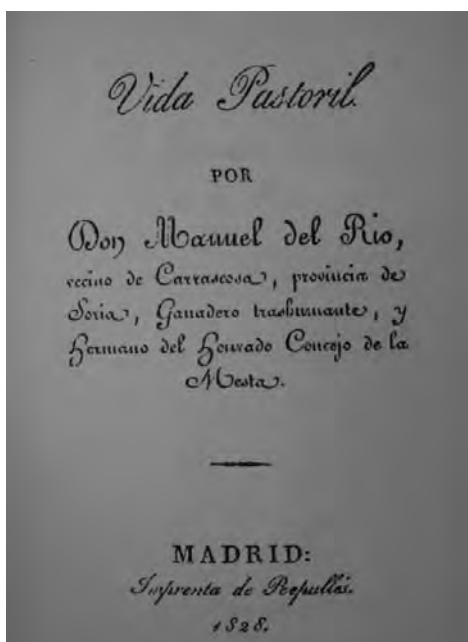 Vida Pastoril.
POR
Don Manuel del Rio,
vecino de Carrascosa, provincia de
Soria, Ganadero trashumante, y
Hermano del Honrado Concejo de la
Mesta.
MADRID:
Imprenta de Repullés.
1828.